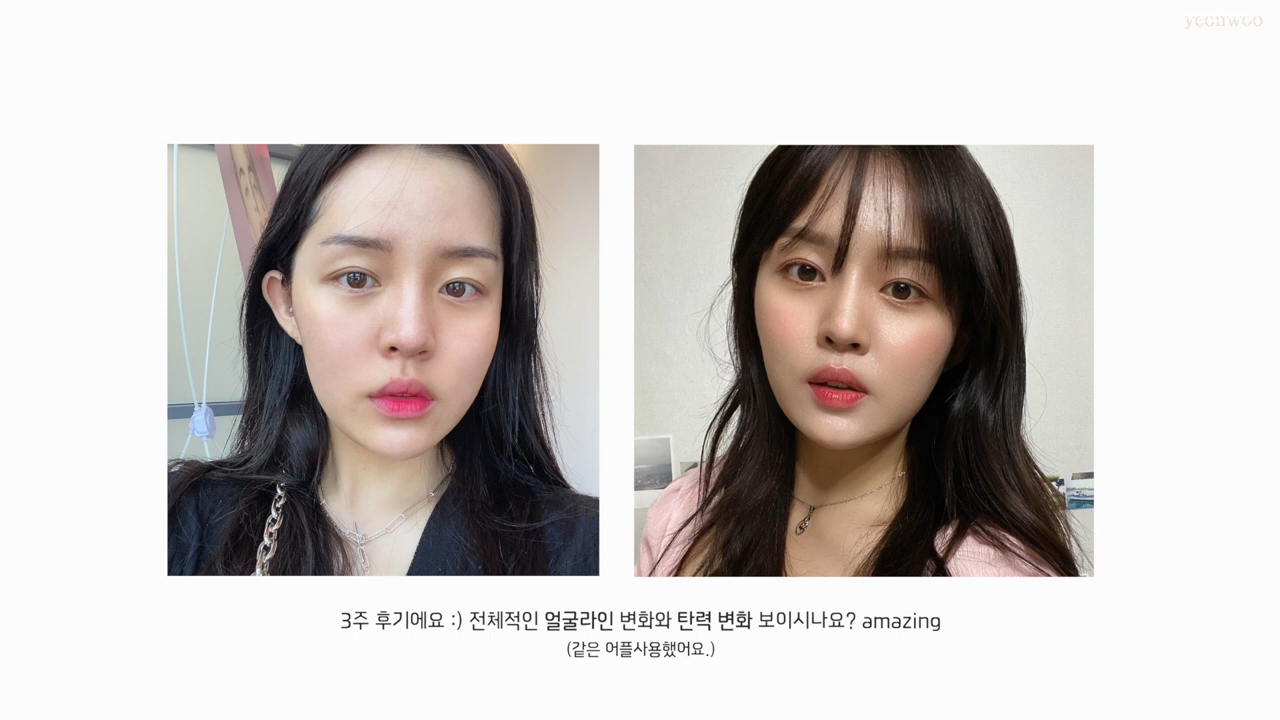 yeonwoo
3주 후기에요 :) 전체적인 얼굴라인 변화와 탄력 변화 보이시나요? amazing
(같은 어플사용했어요.)